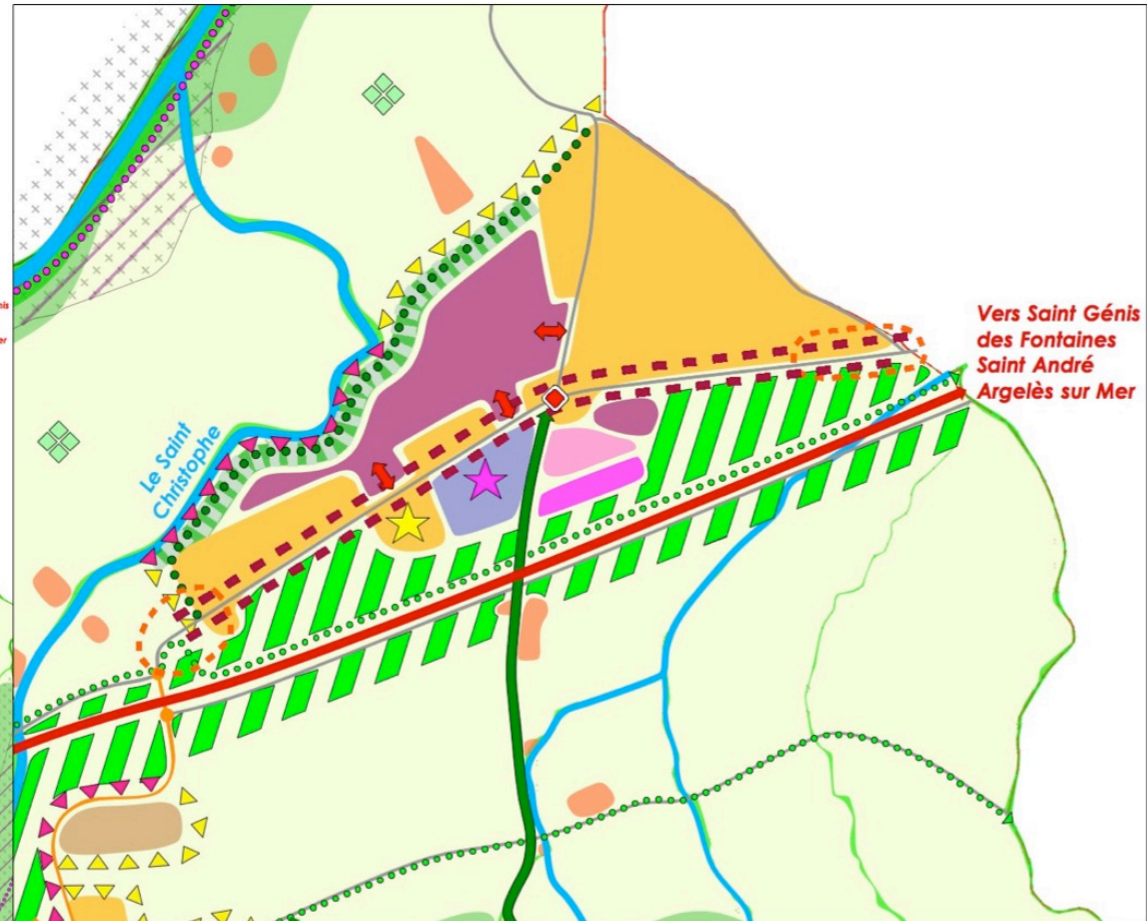 Vers Saint Génis
des Fontaines
Saint André
Argelès sur Mer
Le Saint
Christophe